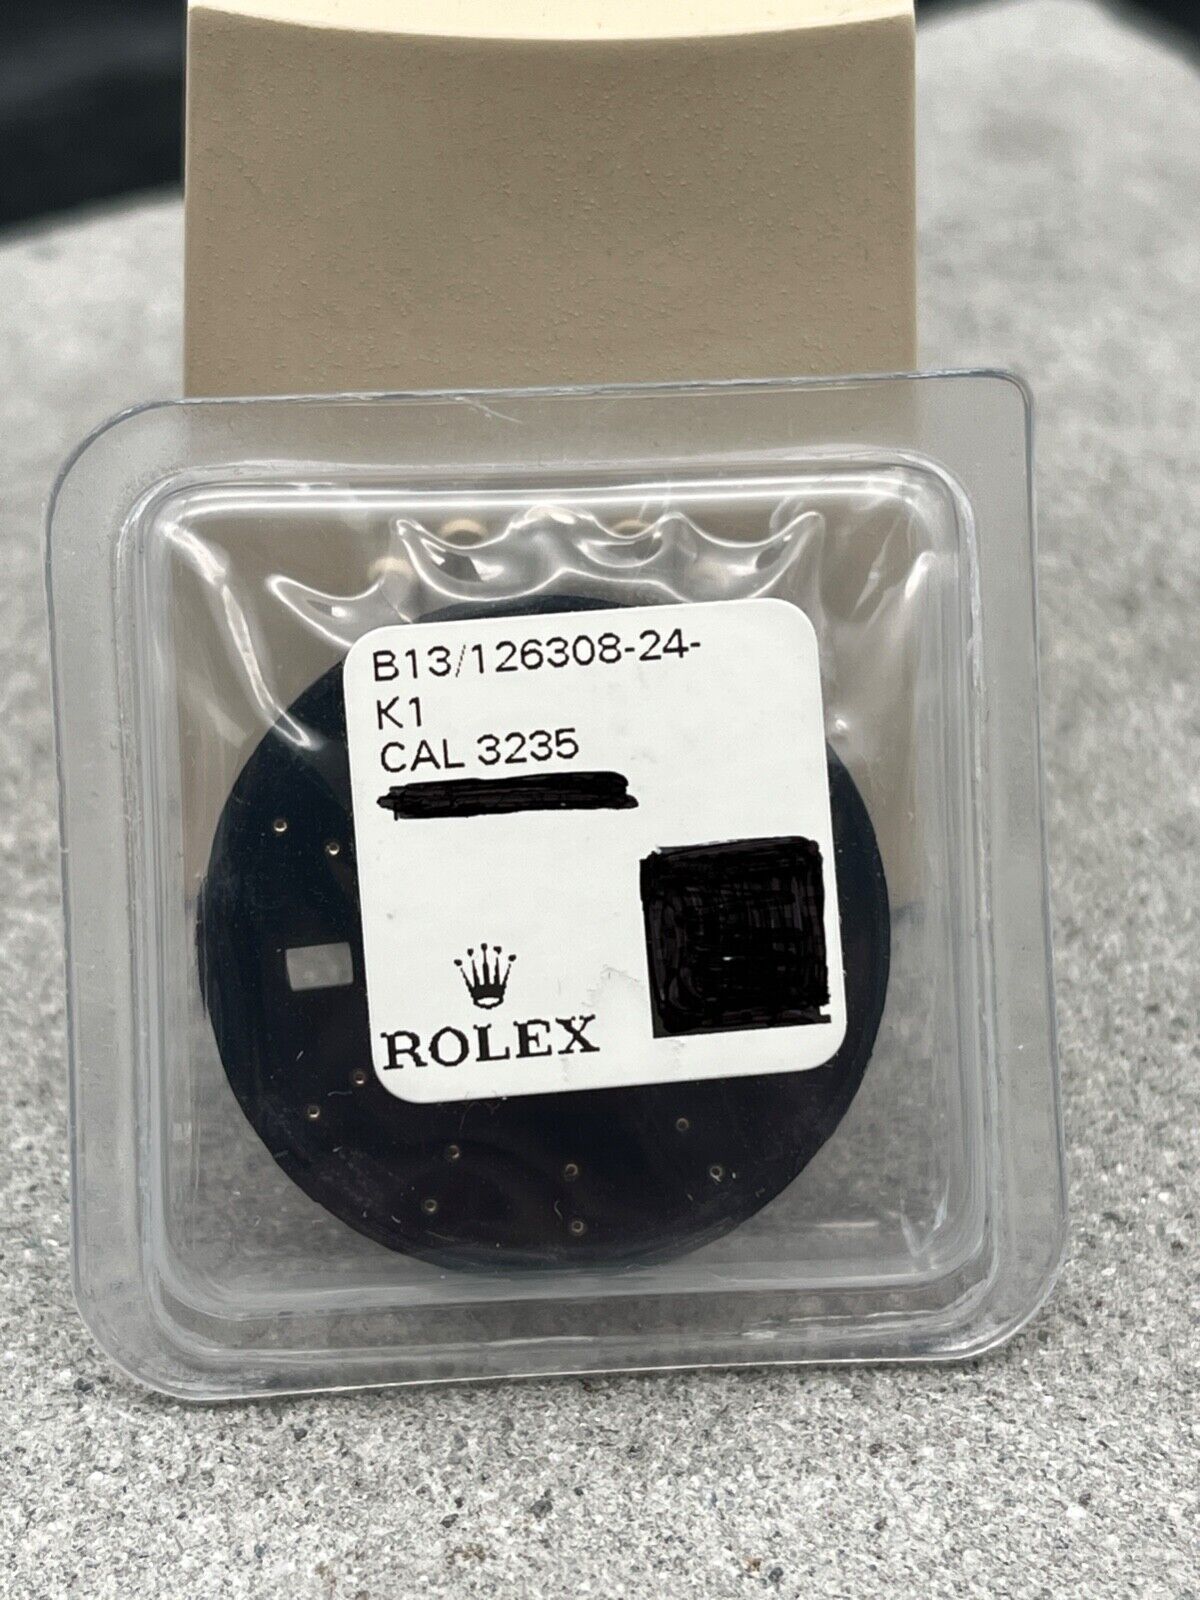 B13/126308-24-
K1
CAL 3235
ROLEX